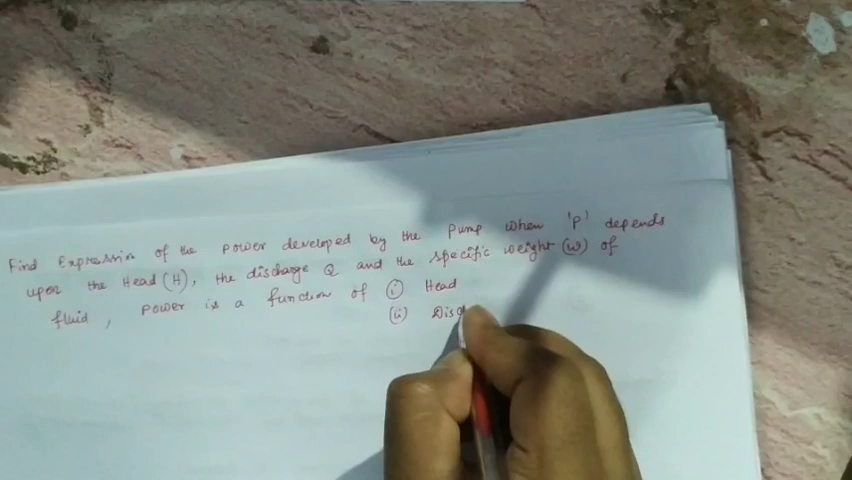 Find Expression of the power developed by the pump when 'P' depends
upon the Head (H), the discharge Q and the specific weight (w) of
fluid, power is a function of (i) Head
(ii) Disc